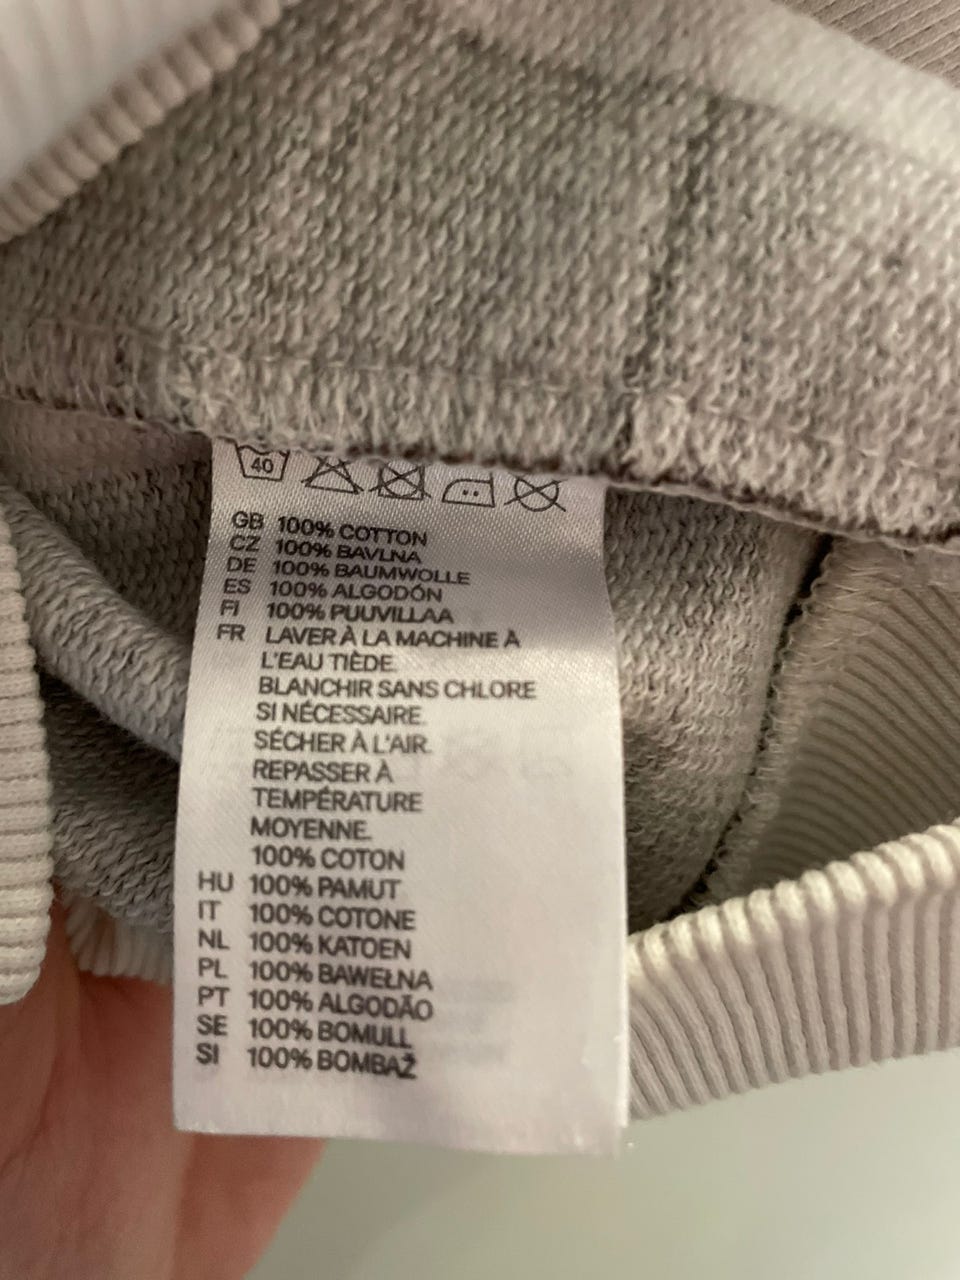 40
GB 100% COTTON
CZ 100% BAVLNA
DE 100% BAUMWOLLE
ES 100% ALGODÓN
FI 100% PUUVILLAA
FR LAVER À LA MACHINE À
L'EAU TIÈDE.
BLANCHIR SANS CHLORE
SI NÉCESSAIRE.
SÉCHER À L'AIR.
REPASSER À
TEMPÉRATURE
MOYENNE.
100% COTON
HU 100% PAMUT
IT 100% COTONE
NL 100% KATOEN
PL 100% BAWEŁNA
PT 100% ALGODÃO
SE 100% BOMULL
SI 100% BOMBAŽ